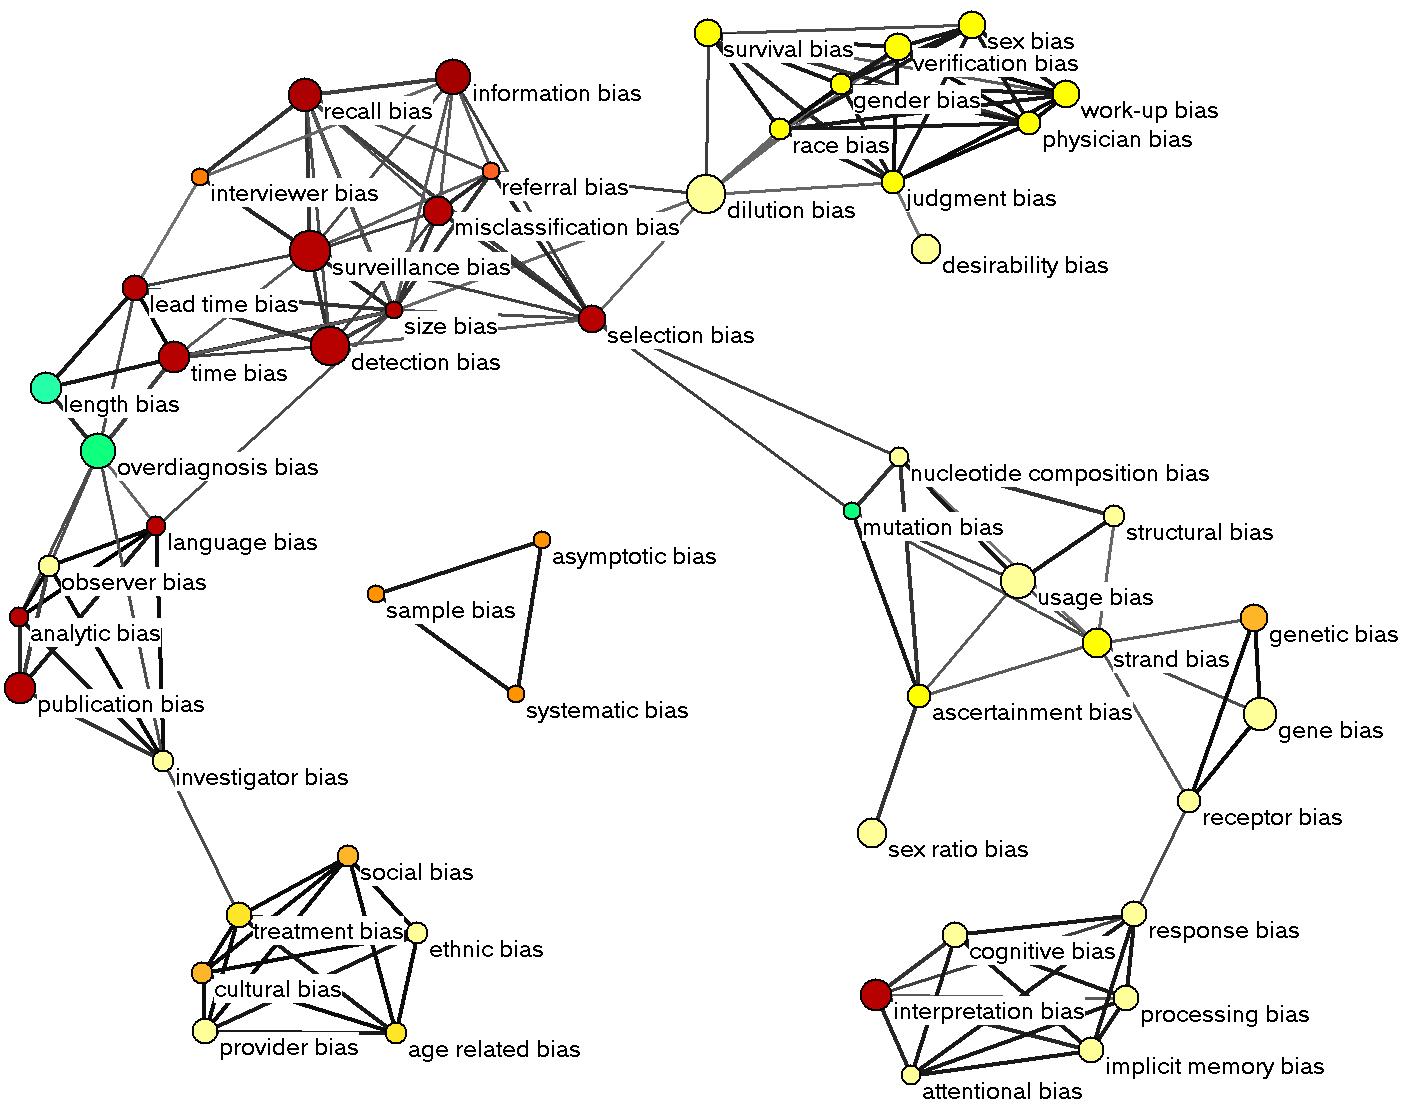 survival bias
sex bias
verification bias
information bias
gender bias
recall bias
work-up bias
physician bias
race bias
interviewer bias
referral bias
judgment bias
dilution bias
misclassification bias
surveillance bias
desirability bias
lead time bias
size bias
selection bias
detection bias
time bias
length bias
overdiagnosis bias
nucleotide composition bias
mutation bias
structural bias
language bias
asymptotic bias
observer bias
usage bias
sample bias
analytic bias
genetic bias
strand bias
publication bias
systematic bias
ascertainment bias
gene bias
investigator bias
receptor bias
sex ratio bias
social bias
treatment bias
response bias
ethnic bias
cognitive bias
cultural bias
interpretation bias
processing bias
provider bias
age related bias
implicit memory bias
attentional bias